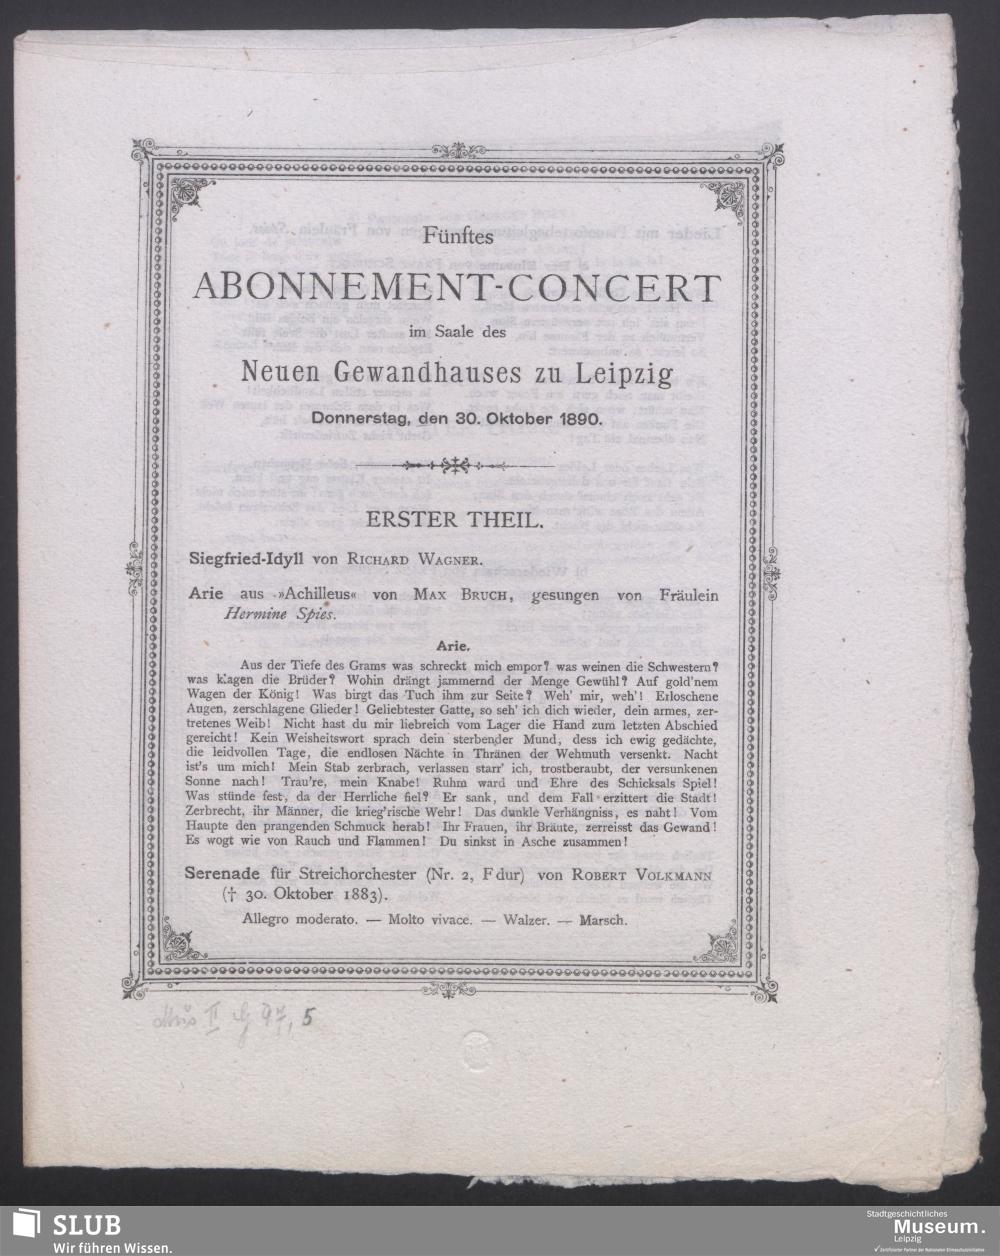 Fünftes
ABONNEMENT-CONCERT
im Saale des
Neuen Gewandhauses zu Leipzig
Donnerstag, den 30. Oktober 1890.
ERSTER THEIL.
Siegfried-Idyll von RICHARD WAGNER.
Arie aus »Achilleus« von MAX BRUCH, gesungen von Fräulein
Hermine Spies.
Arie.
Aus der Tiefe des Grams was schreckt mich empor? was weinen die Schwestern?
was klagen die Brüder? Wohin drängt jammernd der Menge Gewühl? Auf gold'nem
Wagen der König! Was birgt das Tuch ihm zur Seite? Weh' mir, weh'! Erloschene
Augen, zerschlagene Glieder! Geliebtester Gatte, so seh' ich dich wieder, dein armes, zer-
tretenes Weib! Nicht hast du mir liebreich vom Lager die Hand zum letzten Abschied
gereicht! Kein Weisheitswort sprach dein sterbender Mund, dess ich ewig gedächte,
die leidvollen Tage, die endlosen Nächte in Thränen der Wehmuth versenkt. Nacht
ist's um mich! Mein Stab zerbrach, verlassen starr' ich, trostberaubt, der versunkenen
Sonne nach! Trau're, mein Knabe! Ruhm ward und Ehre des Schicksals Spiel!
Was stünde fest, da der Herrliche fiel? Er sank, und dem Fall erzittert die Stadt!
Zerbrecht, ihr Männer, die krieg'rische Wehr! Das dunkle Verhängniss, es naht! Vom
Haupte den prangenden Schmuck herab! Ihr Frauen, ihr Bräute, zerreisst das Gewand!
Es wogt wie von Rauch und Flammen! Du sinkst in Asche zusammen!
Serenade für Streichorchester (Nr. 2, Fdur) von ROBERT VOLKMANN
(† 30. Oktober 1883).
Allegro moderato. — Molto vivace. — Walzer. — Marsch.
II 97, 5
SLUB
Wir führen Wissen.
Stadtgeschichtliches
Museum.
Leipzig
Zertifizierter Partner der Nationalen Klimaschutzinitiative